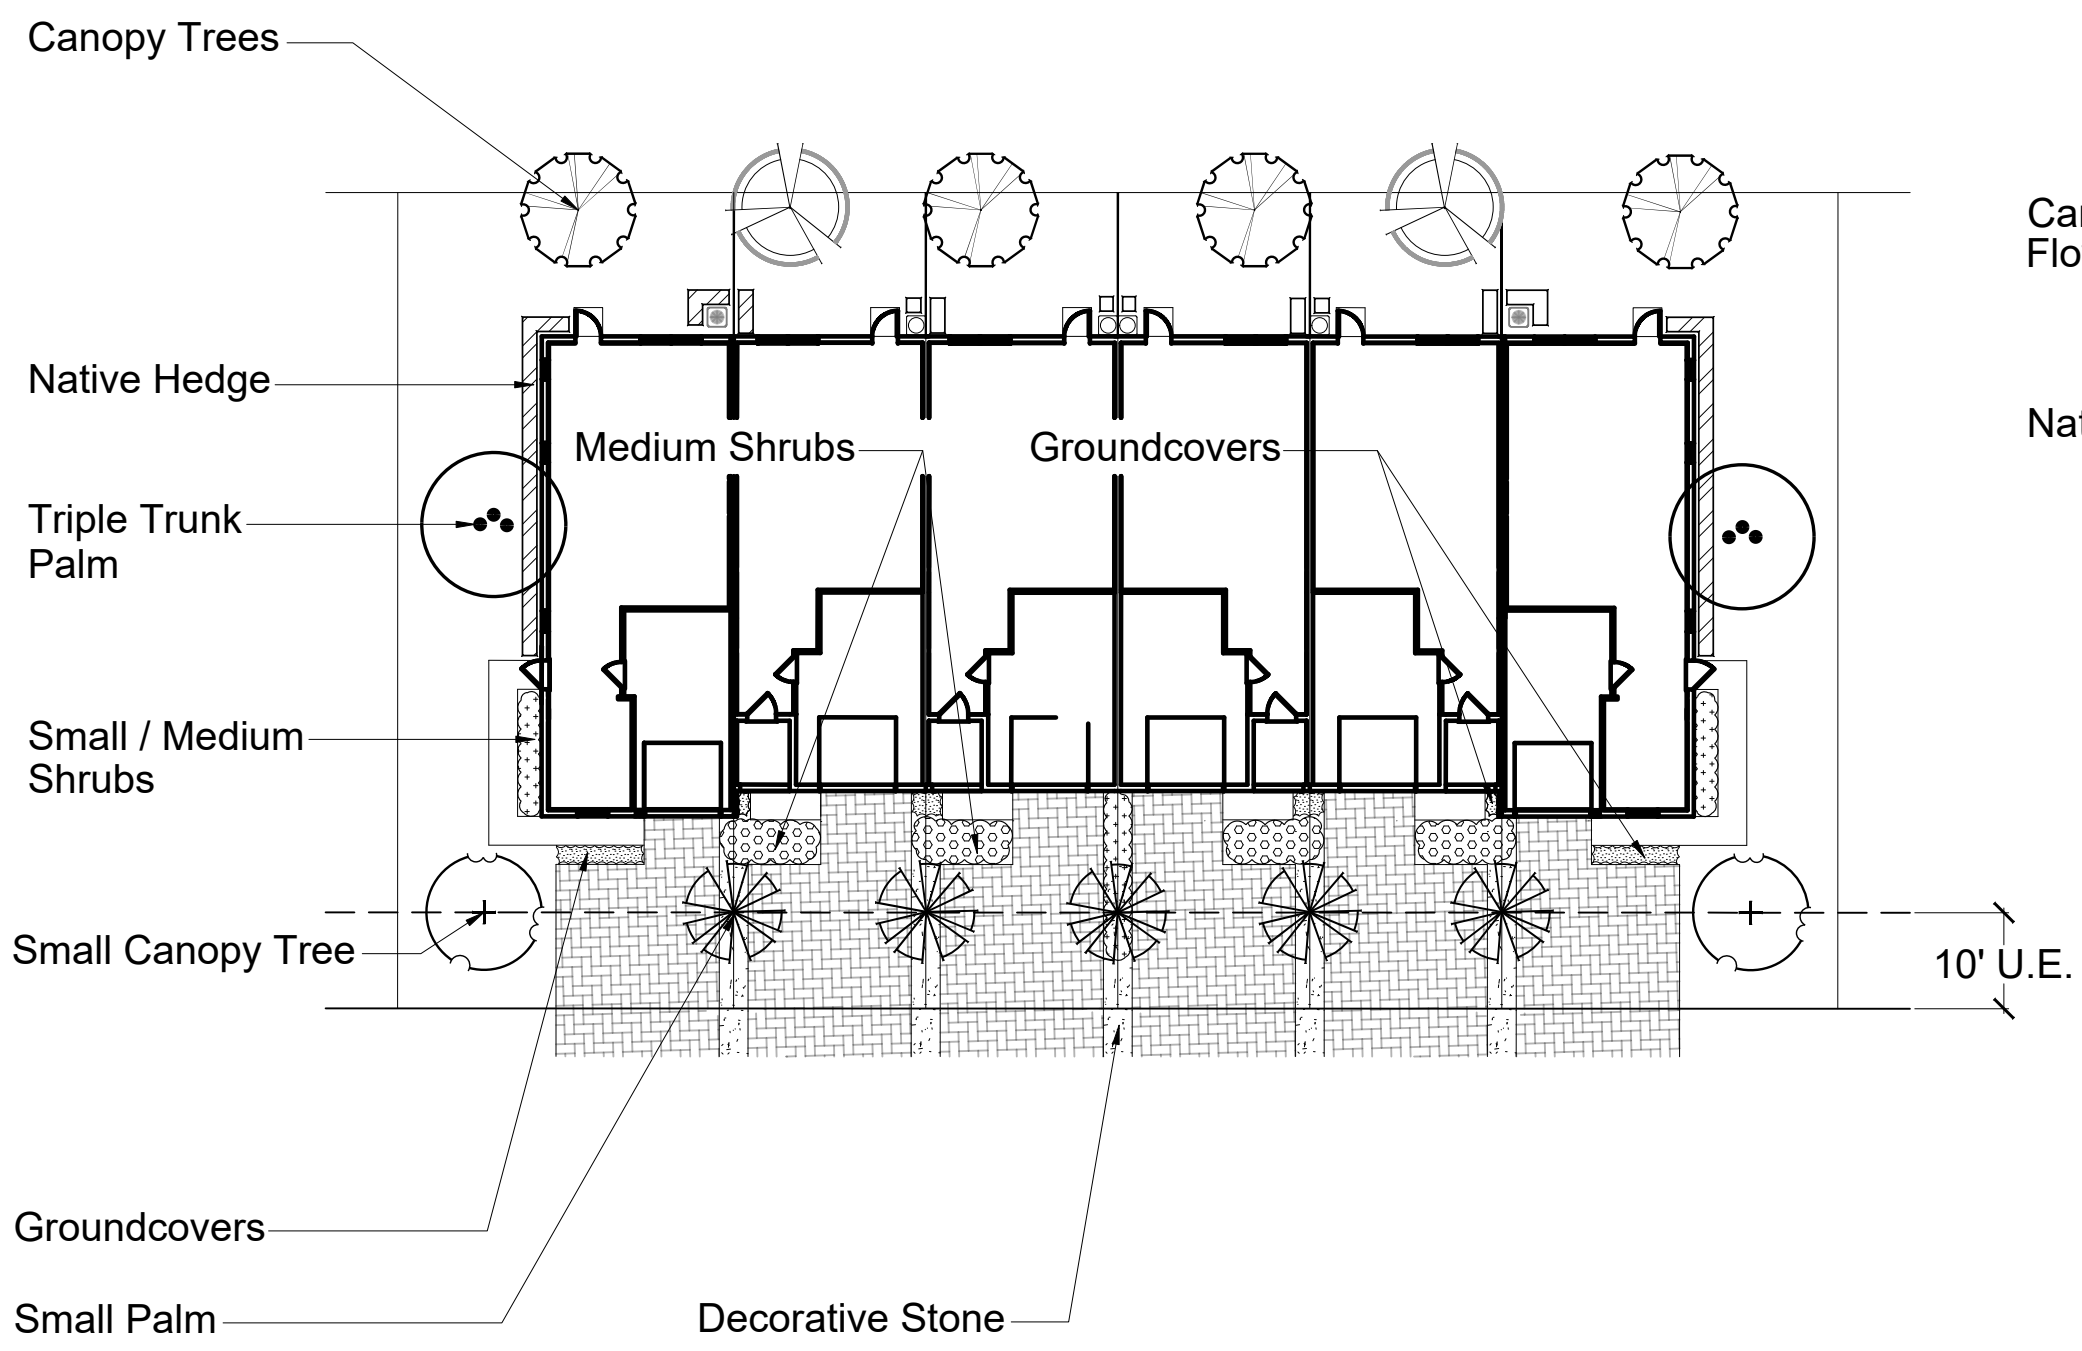 Canopy Trees
Native Hedge
Medium Shrubs
Groundcovers
Triple Trunk
Palm
Small / Medium
Shrubs
Small Canopy Tree
10' U.E.
Groundcovers
Small Palm
Decorative Stone